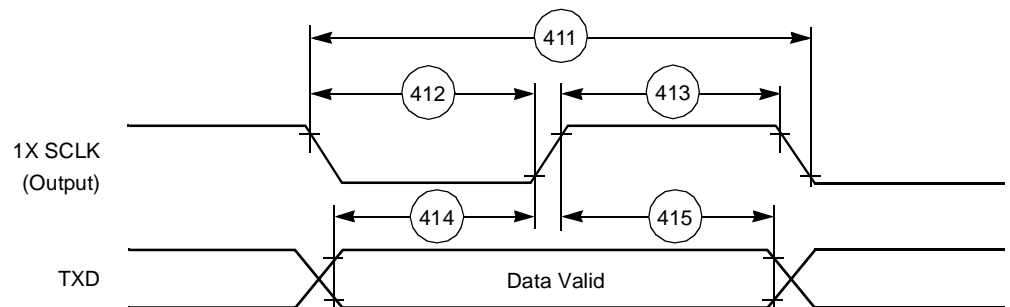 411
412
413
1X SCLK
(Output)
414
415
TXD
Data Valid